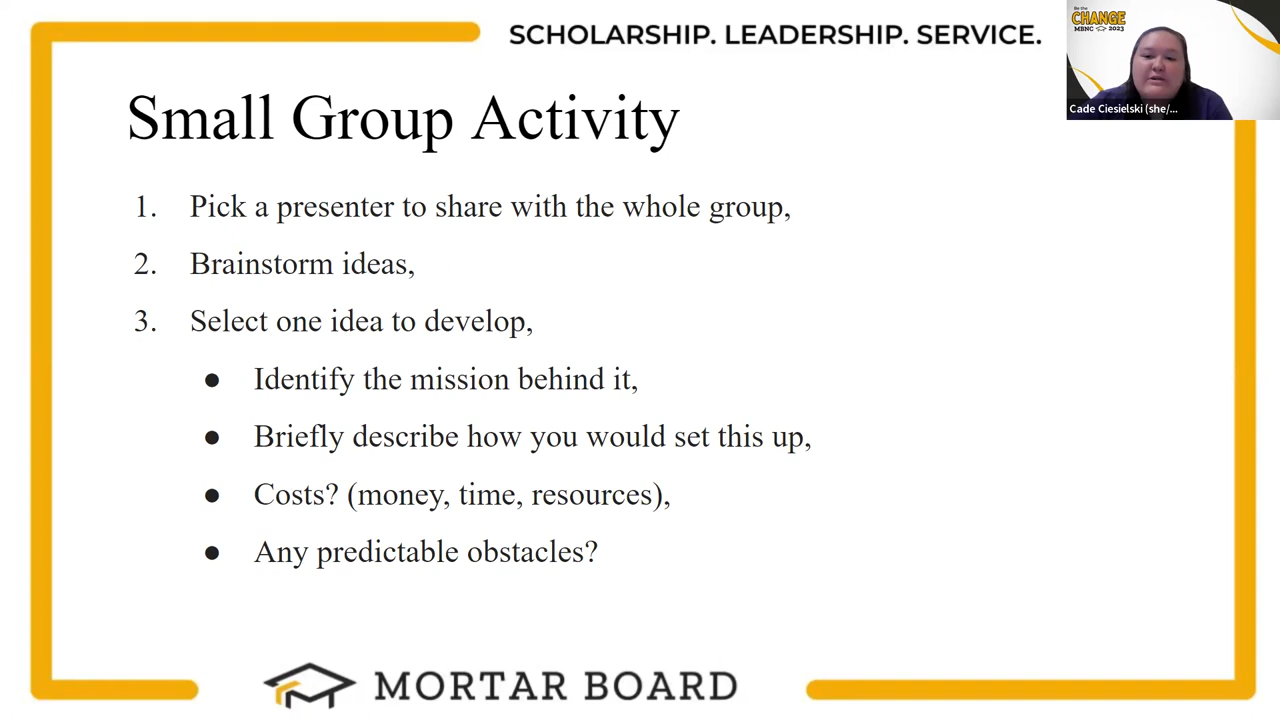 SCHOLARSHIP. LEADERSHIP. SERVICE.
Be the
CHANGE
MBNC 2023
Cade Ciesielski (she/...
Small Group Activity
1. Pick a presenter to share with the whole group,
2. Brainstorm ideas,
3. Select one idea to develop,
● Identify the mission behind it,
● Briefly describe how you would set this up,
● Costs? (money, time, resources),
● Any predictable obstacles?
MORTAR BOARD